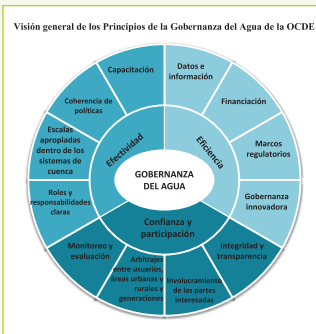 Visión general de los Principios de la Gobernanza del Agua de la OCDE
Capacitación
Datos e
información
Coherencia de
políticas
Financiación
Escalas
apropiadas
dentro de los
sistemas de
cuenca
Efectividad
Eficiencia
Marcos
regulatorios
GOBERNANZA
DEL AGUA
Roles y
responsabilidades
claras
Gobernanza
innovadora
Confianza y
participación
Monitoreo y
evaluación
Integridad y
transparencia
Arbitrajes
entre usuarios,
áreas urbanas y
rurales y
generaciones
Involucramiento
de las partes
interesadas